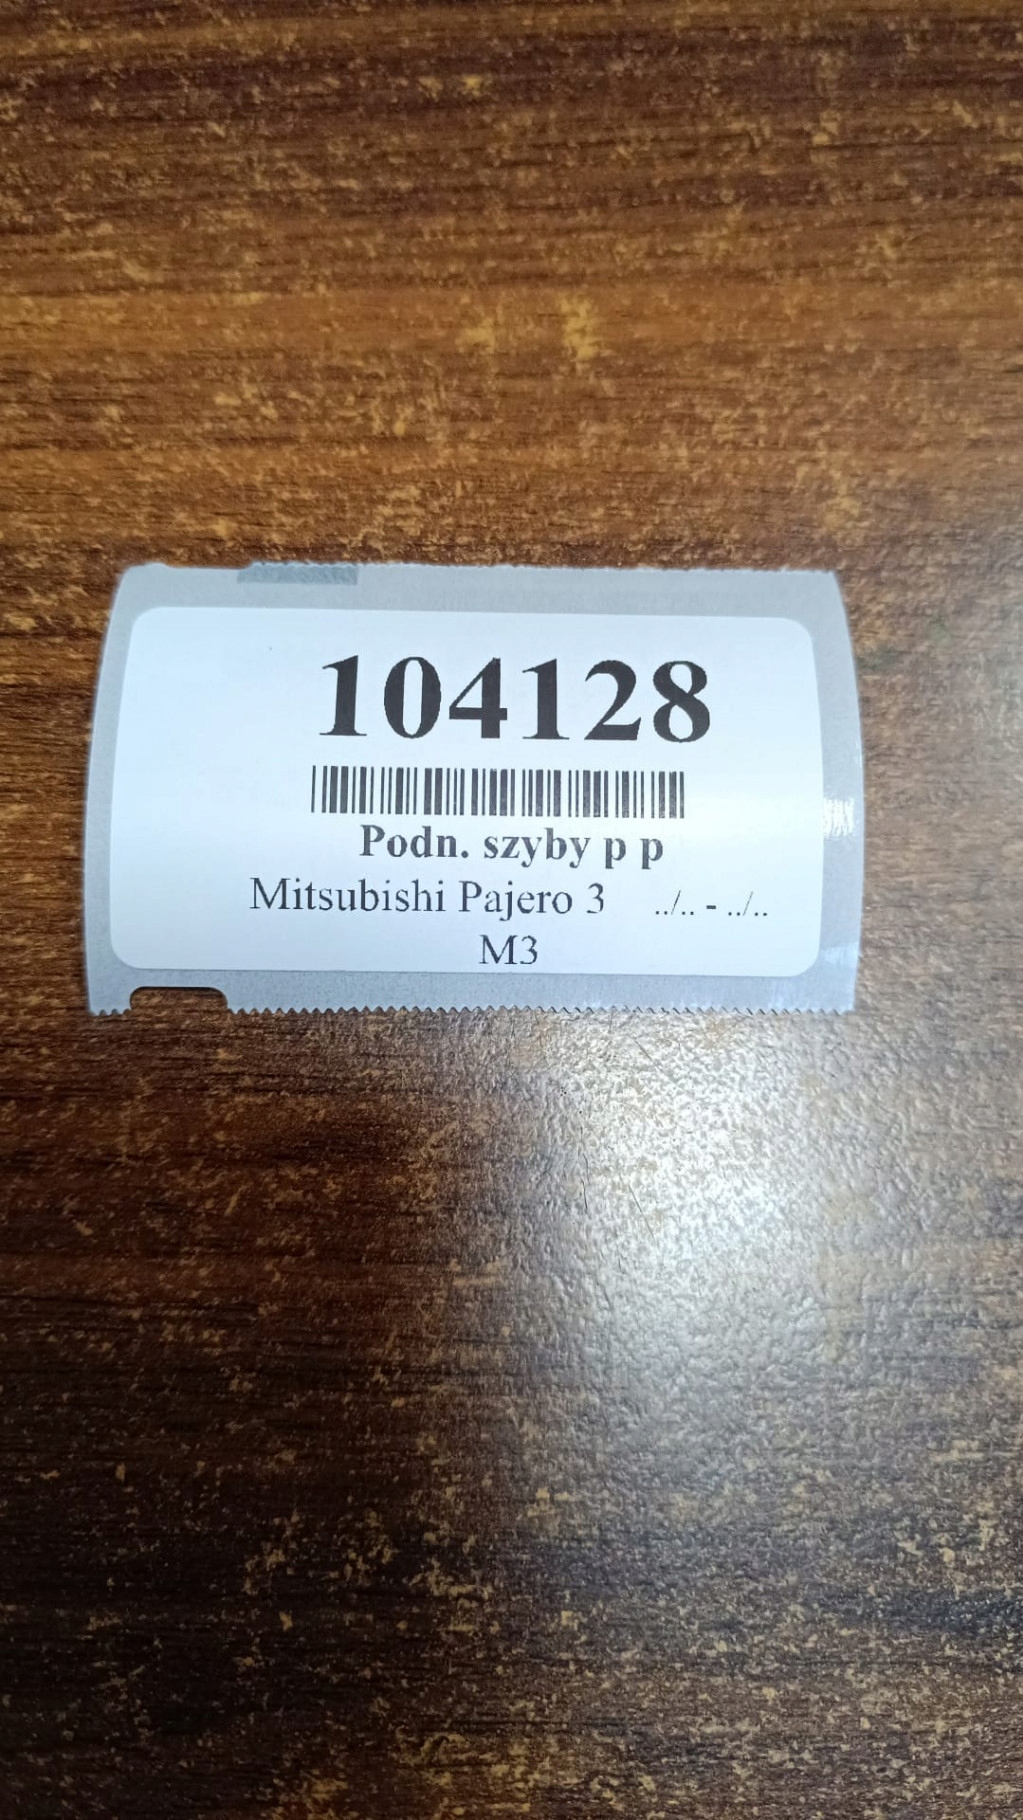 104128
Podn. szyby p p
Mitsubishi Pajero 3 ../.. - ../..
M3